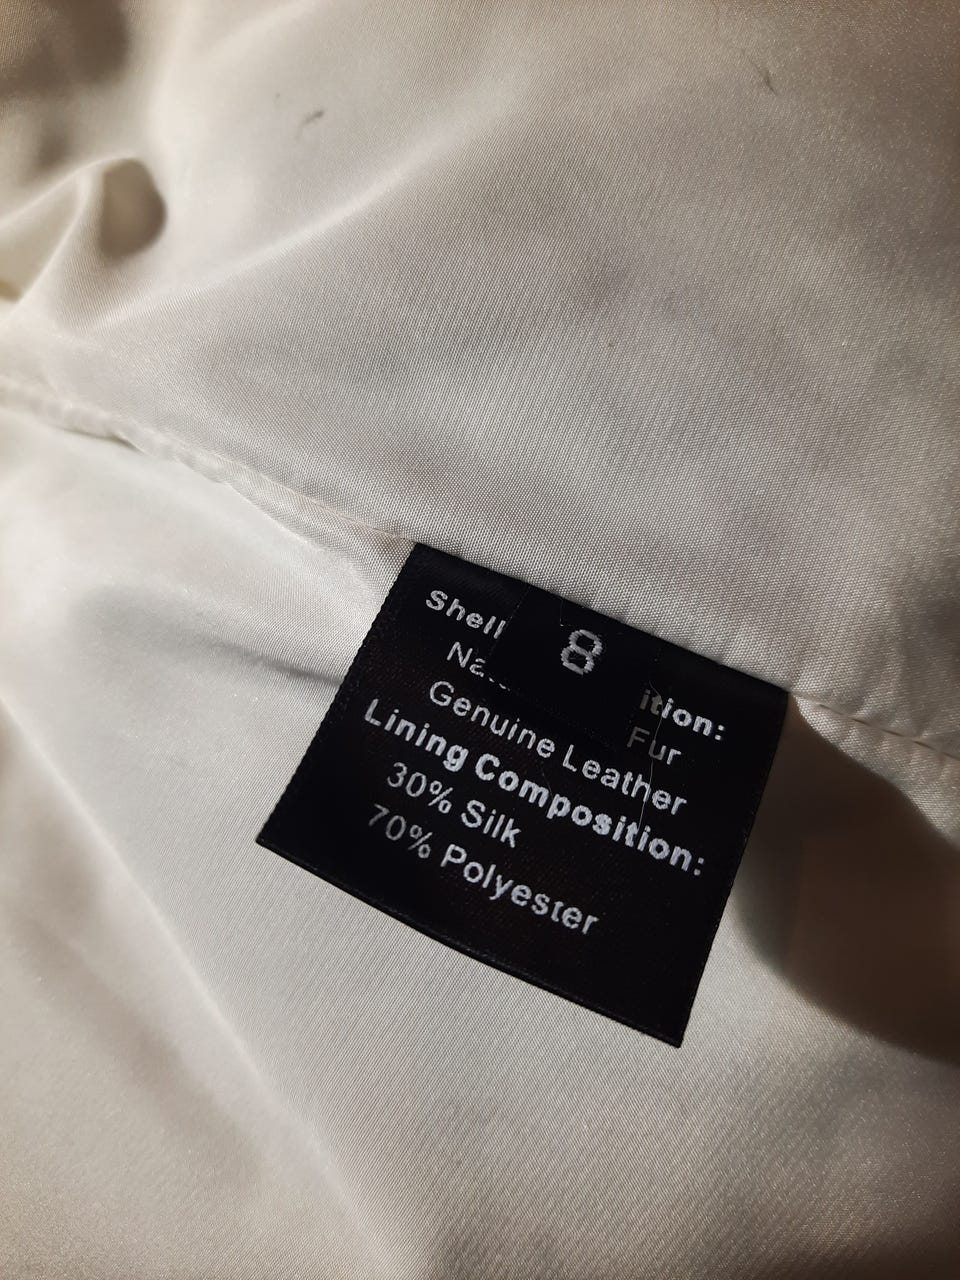 8
Shell ition:
Fur
Genuine Leather
Lining Composition:
30% Silk
70% Polyester